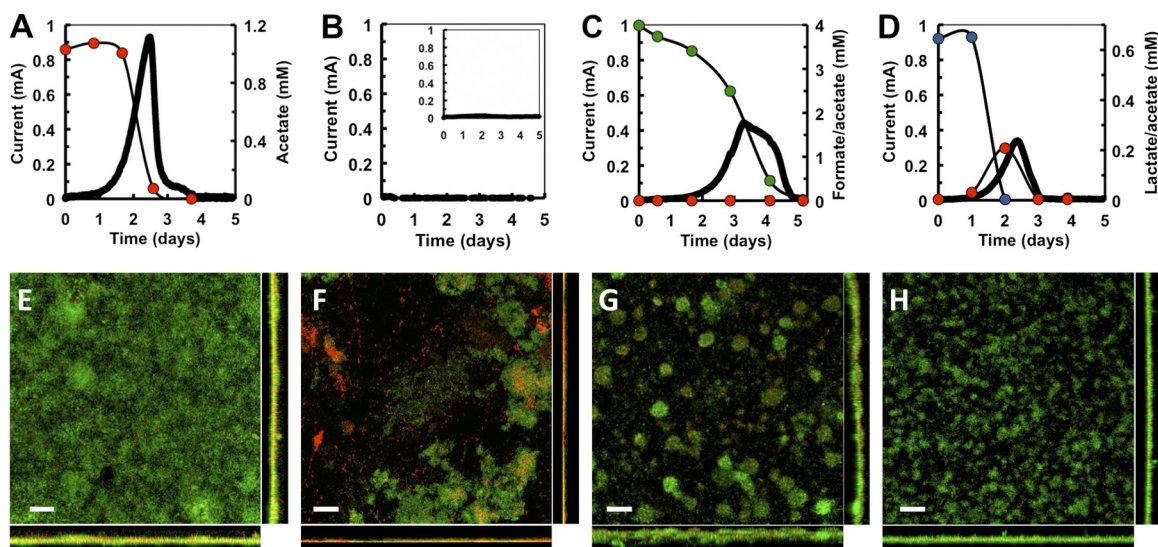 A
Current (mA)
1
0.8
0.6
0.4
0.2
0
1.2
0.9
0.6
0.3
0
Acetate (mM)
0 1 2 3 4 5
Time (days)
B
Current (mA)
1
0.8
0.6
0.4
0.2
0
1
0.8
0.6
0.4
0.2
0
0 1 2 3 4 5
0 1 2 3 4 5
Time (days)
C
Current (mA)
1
0.8
0.6
0.4
0.2
0
4
3
2
1
0
Formate/acetate (mM)
0 1 2 3 4 5
Time (days)
D
Current (mA)
1
0.8
0.6
0.4
0.2
0
0.6
0.4
0.2
0
Lactate/acetate (mM)
0 1 2 3 4 5
Time (days)
E
F
G
H